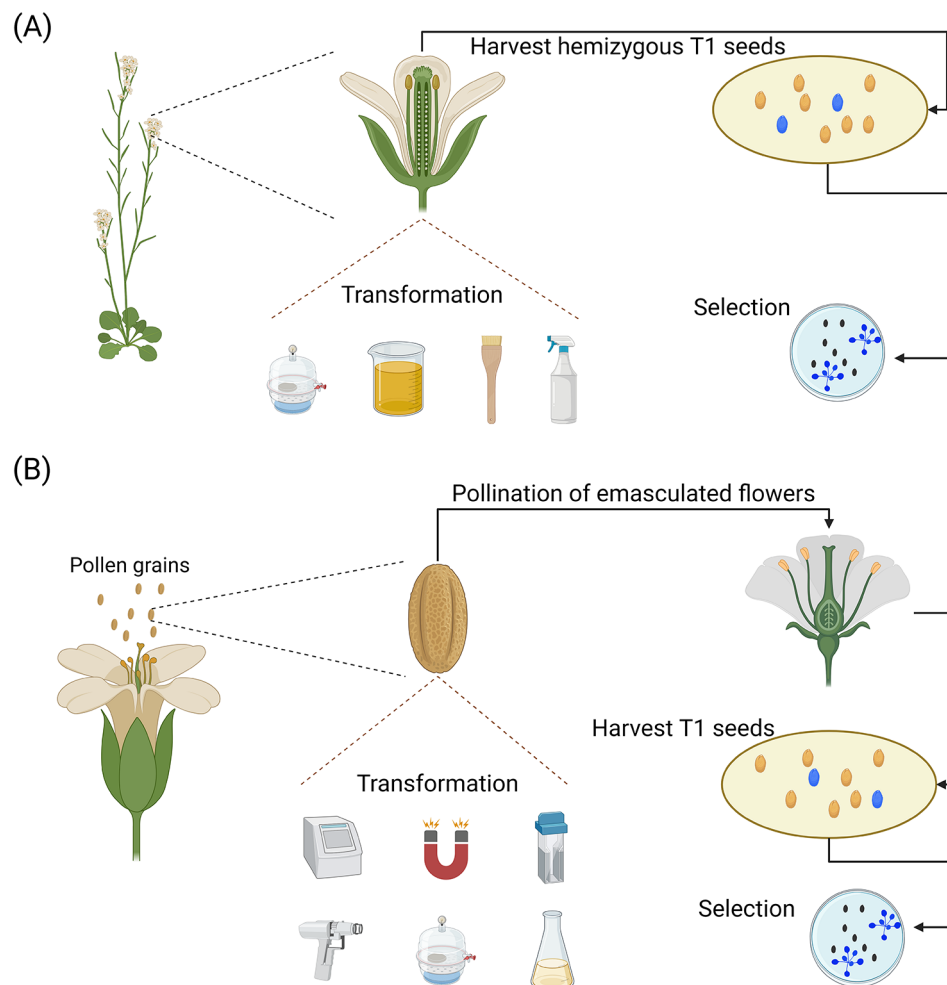 (A)
Harvest hemizygous T1 seeds
Transformation
Selection
(B)
Pollination of emasculated flowers
Pollen grains
Harvest T1 seeds
Transformation
Selection